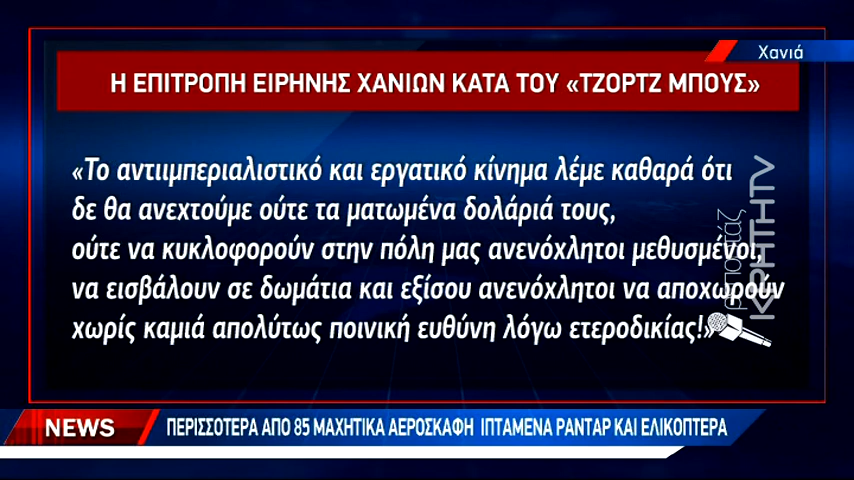 Χανιά
Η ΕΠΙΤΡΟΠΗ ΕΙΡΗΝΗΣ ΧΑΝΙΩΝ ΚΑΤΑ ΤΟΥ «ΤΖΟΡΤΖ ΜΠΟΥΣ»
«Το αντιιμπεριαλιστικό και εργατικό κίνημα λέμε καθαρά ότι
δε θα ανεχτούμε ούτε τα ματωμένα δολάριά τους,
ούτε να κυκλοφορούν στην πόλη μας ανενόχλητοι μεθυσμένοι,
να εισβάλουν σε δωμάτια και εξίσου ανενόχλητοι να αποχωρούν
χωρίς καμιά απολύτως ποινική ευθύνη λόγω ετεροδικίας!»
ρεπορτάζ
ΚΡΗΤΗTV
NEWS
ΠΕΡΙΣΣΟΤΕΡΑ ΑΠΟ 85 ΜΑΧΗΤΙΚΑ ΑΕΡΟΣΚΑΦΗ ΙΠΤΑΜΕΝΑ ΡΑΝΤΑΡ ΚΑΙ ΕΛΙΚΟΠΤΕΡΑ